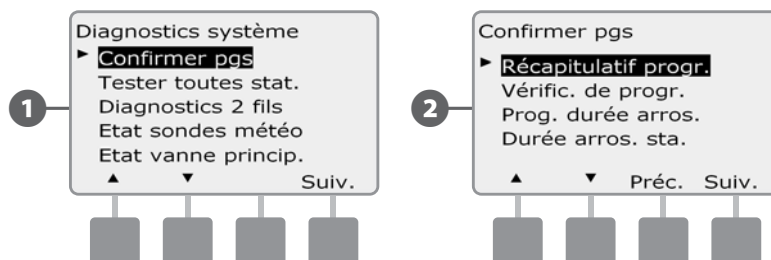 1
Diagnostics système
► Confirmer pgs
Tester toutes stat.
Diagnostics 2 fils
Etat sondes météo
Etat vanne princip.
▲ ▼ Suiv.
2
Confirmer pgs
► Récapitulatif progr.
Vérific. de progr.
Prog. durée arros.
Durée arros. sta.
▲ ▼ Préc. Suiv.